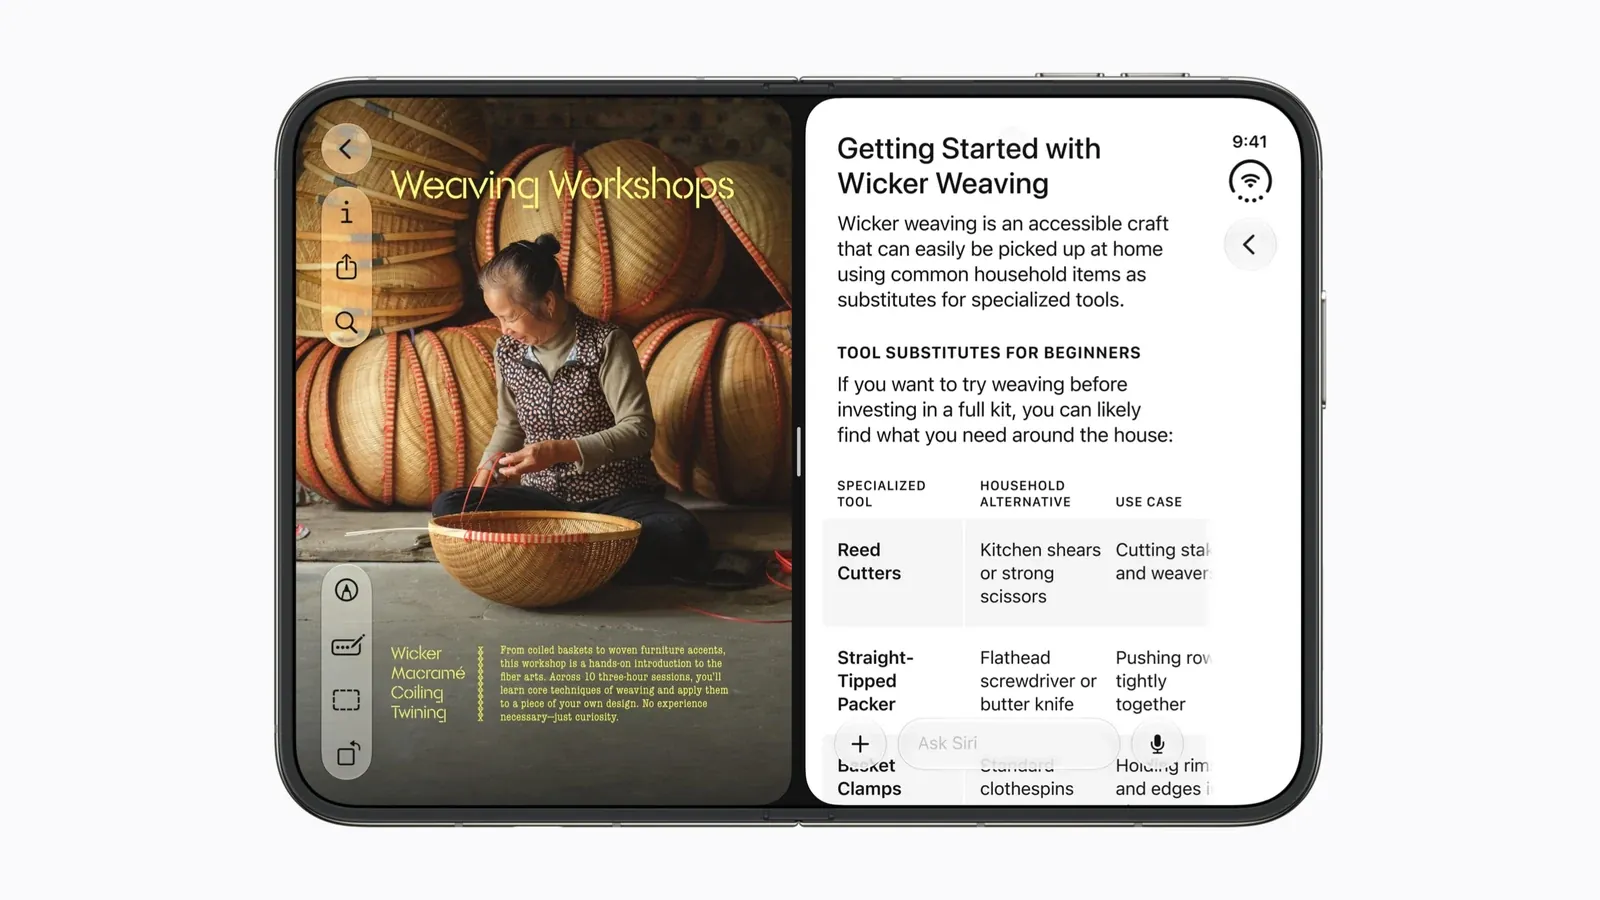 Weaving Workshops
Wicker
Macramé
Coiling
Twining
From coiled baskets to woven furniture accents,
this workshop is a hands-on introduction to the
fiber arts. Across 10 three-hour sessions, you'll
learn core techniques of weaving and apply them
to a piece of your own design. No experience
necessary—just curiosity.
9:41
Getting Started with
Wicker Weaving
Wicker weaving is an accessible craft
that can easily be picked up at home
using common household items as
substitutes for specialized tools.
TOOL SUBSTITUTES FOR BEGINNERS
If you want to try weaving before
investing in a full kit, you can likely
find what you need around the house:
SPECIALIZED
TOOL
HOUSEHOLD
ALTERNATIVE
USE CASE
Reed
Cutters
Kitchen shears
or strong
scissors
Cutting
and
Straight-
Tipped
Packer
Flathead
screwdriver or
butter knife
Pushing
tightly
together
Ask Siri
Basket
Clamps
Standard
clothespins
Holding
and edges